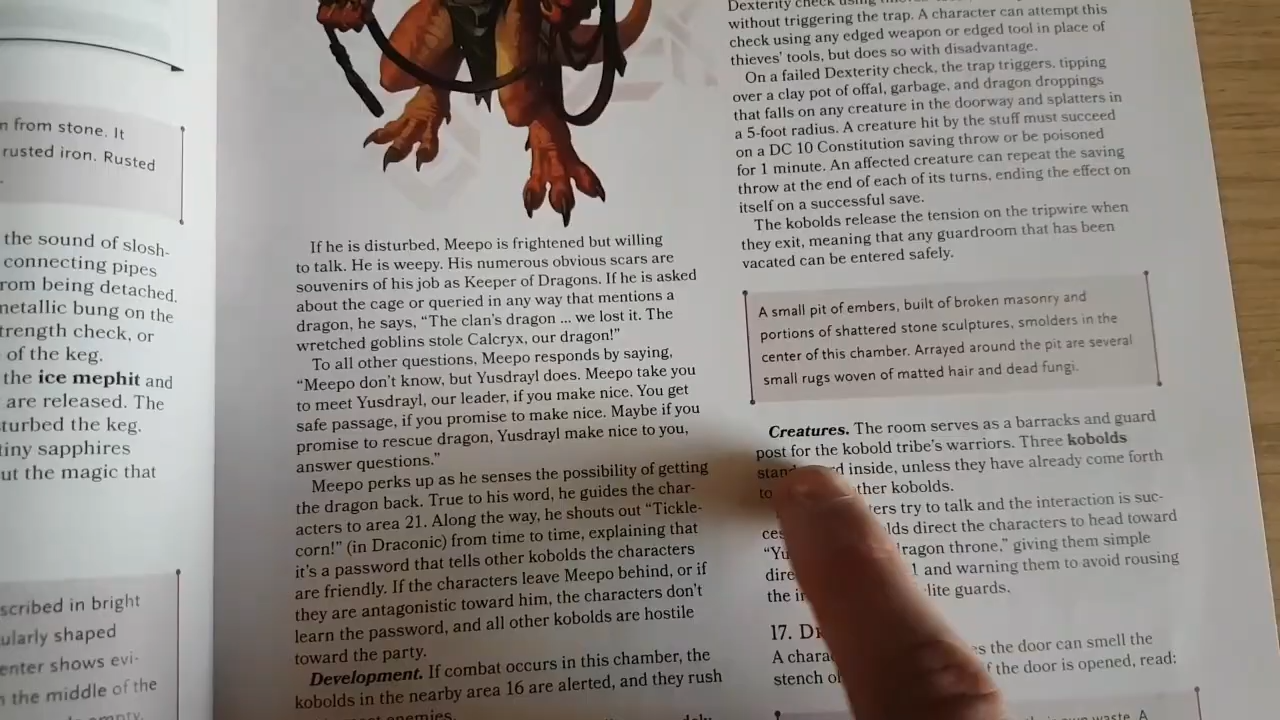 n from stone. It
rusted iron. Rusted
the sound of slosh-
connecting pipes
rom being detached.
netallic bung on the
trength check, or
of the keg.
the ice mephit and
are released. The
sturbed the keg.
tiny sapphires
ut the magic that
scribed in bright
ularly shaped
enter shows evi-
n the middle of the
If he is disturbed, Meepo is frightened but willing
to talk. He is weepy. His numerous obvious scars are
souvenirs of his job as Keeper of Dragons. If he is asked
about the cage or queried in any way that mentions a
dragon, he says, “The clan’s dragon ... we lost it. The
wretched goblins stole Calcryx, our dragon!”
To all other questions, Meepo responds by saying,
“Meepo don’t know, but Yusdrayl does. Meepo take you
to meet Yusdrayl, our leader, if you make nice. You get
safe passage, if you promise to make nice. Maybe if you
promise to rescue dragon, Yusdrayl make nice to you,
answer questions.”
Meepo perks up as he senses the possibility of getting
the dragon back. True to his word, he guides the char-
acters to area 21. Along the way, he shouts out “Tickle-
corn!” (in Draconic) from time to time, explaining that
it’s a password that tells other kobolds the characters
are friendly. If the characters leave Meepo behind, or if
they are antagonistic toward him, the characters don’t
learn the password, and all other kobolds are hostile
toward the party.
Development. If combat occurs in this chamber, the
kobolds in the nearby area 16 are alerted, and they rush
enemies.
Dexterity check using
without triggering the trap. A character can attempt this
check using any edged weapon or edged tool in place of
thieves’ tools, but does so with disadvantage.
On a failed Dexterity check, the trap triggers, tipping
over a clay pot of offal, garbage, and dragon droppings
that falls on any creature in the doorway and splatters in
a 5-foot radius. A creature hit by the stuff must succeed
on a DC 10 Constitution saving throw or be poisoned
for 1 minute. An affected creature can repeat the saving
throw at the end of each of its turns, ending the effect on
itself on a successful save.
The kobolds release the tension on the tripwire when
they exit, meaning that any guardroom that has been
vacated can be entered safely.
A small pit of embers, built of broken masonry and
portions of shattered stone sculptures, smolders in the
center of this chamber. Arrayed around the pit are several
small rugs woven of matted hair and dead fungi.
Creatures. The room serves as a barracks and guard
post for the kobold tribe’s warriors. Three kobolds
stand inside, unless they have already come forth
to ther kobolds.
ters try to talk and the interaction is suc-
ces lds direct the characters to head toward
“Yu ragon throne,” giving them simple
dire 1 and warning them to avoid rousing
the lite guards.
17. D
A chara s the door can smell the
stench o f the door is opened, read:
own waste. A